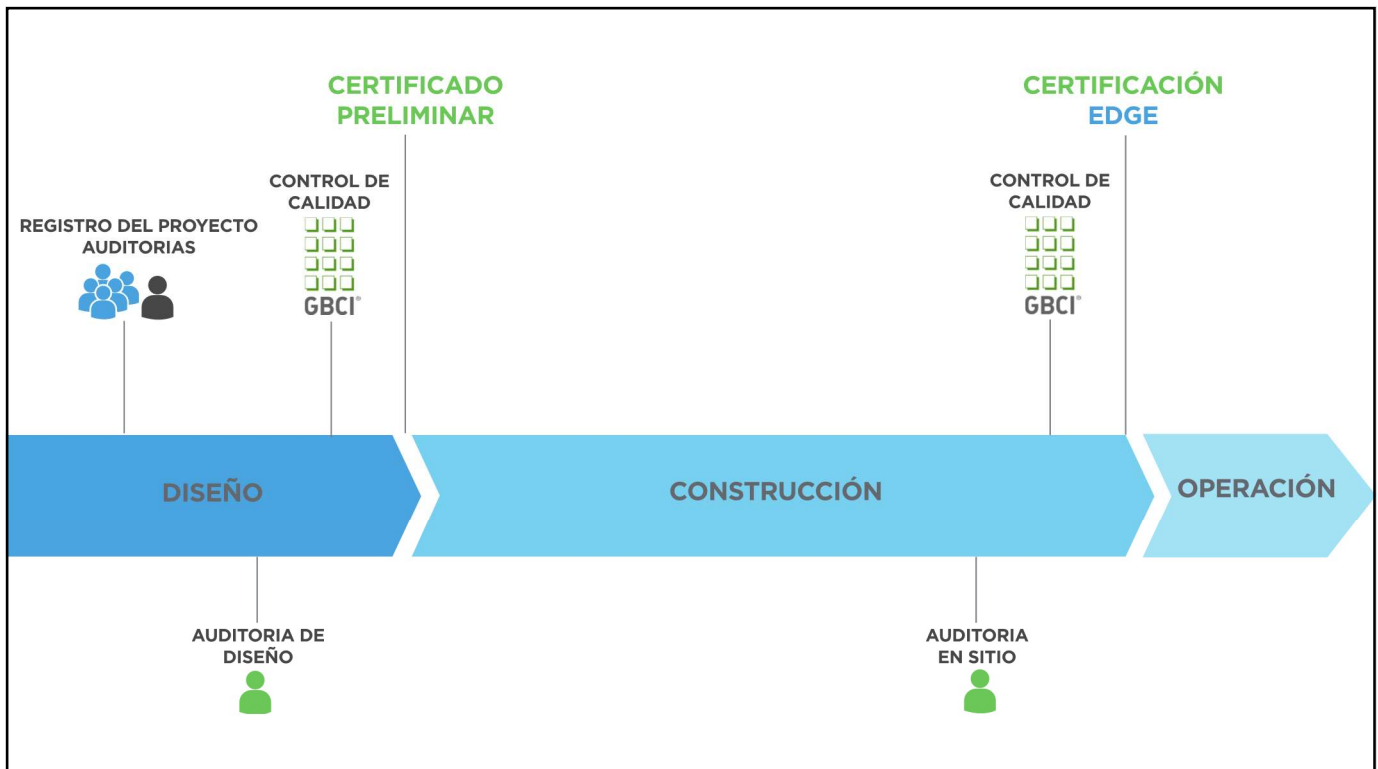 CERTIFICADO
PRELIMINAR
CERTIFICACIÓN
EDGE
CONTROL DE
CALIDAD
GBCI®
CONTROL DE
CALIDAD
GBCI®
REGISTRO DEL PROYECTO
AUDITORIAS
DISEÑO
CONSTRUCCIÓN
OPERACIÓN
AUDITORIA DE
DISEÑO
AUDITORIA
EN SITIO